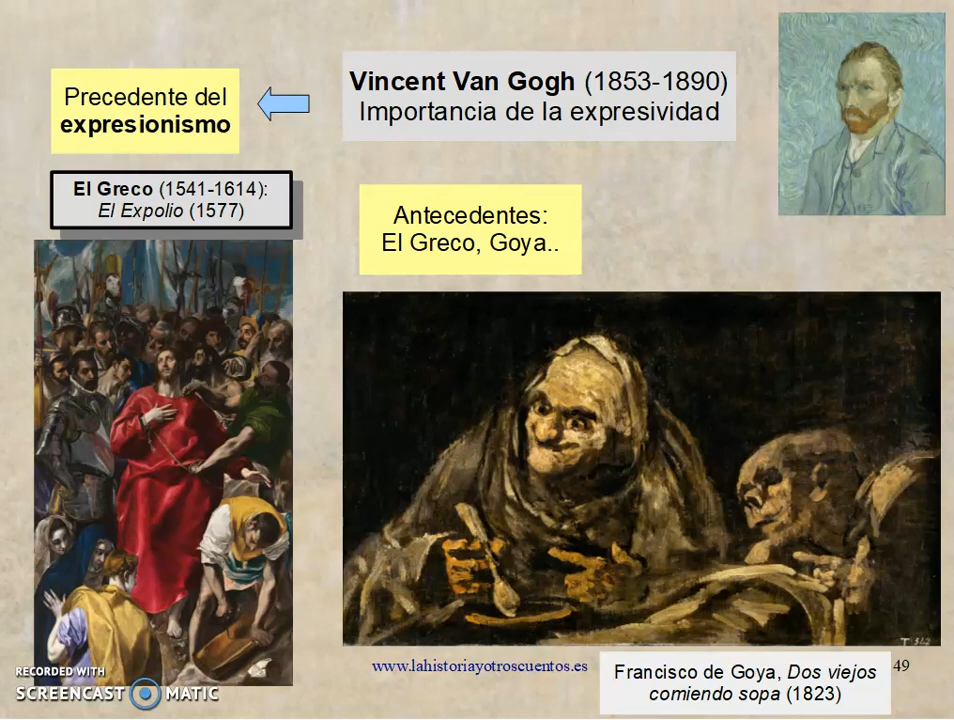 Vincent Van Gogh (1853-1890)
Importancia de la expresividad
Precedente del
expresionismo
El Greco (1541-1614):
El Expolio (1577)
Antecedentes:
El Greco, Goya..
RECORDED WITH
SCREENCAST MATIC
www.lahistoriayotroscuentos.es
Francisco de Goya, Dos viejos
comiendo sopa (1823)
49